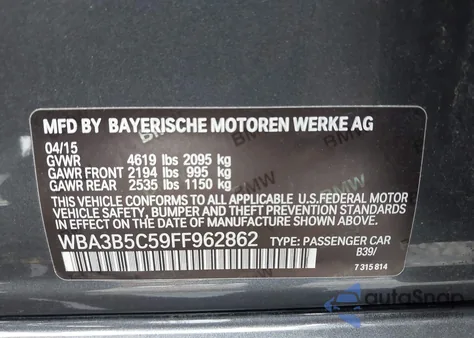 MFD BY BAYERISCHE MOTOREN WERKE AG
04/15
GVWR 4619 lbs 2095 kg
GAWR FRONT 2194 lbs 995 kg
GAWR REAR 2535 lbs 1150 kg
THIS VEHICLE CONFORMS TO ALL APPLICABLE U.S.FEDERAL MOTOR
VEHICLE SAFETY,BUMPER AND THEFT PREVENTION STANDARDS
IN EFFECT ON THE DATE OF MANUFACTURE SHOWN ABOVE.
WBA3B5C59FF962862 TYPE: PASSENGER CAR
B39/
7 315 814
autoSnap